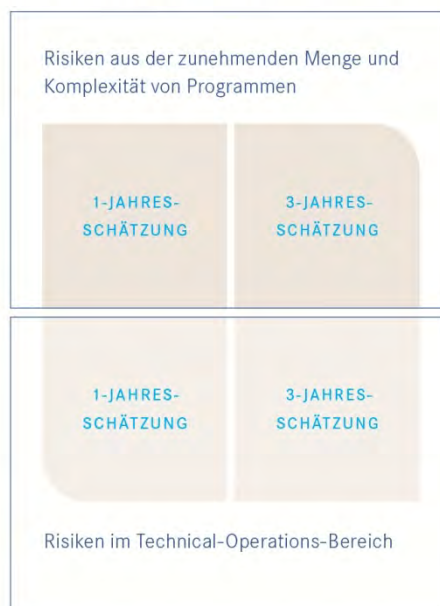 Risiken aus der zunehmenden Menge und
Komplexität von Programmen
1-JAHRES-
SCHÄTZUNG
3-JAHRES-
SCHÄTZUNG
1-JAHRES-
SCHÄTZUNG
3-JAHRES-
SCHÄTZUNG
Risiken im Technical-Operations-Bereich